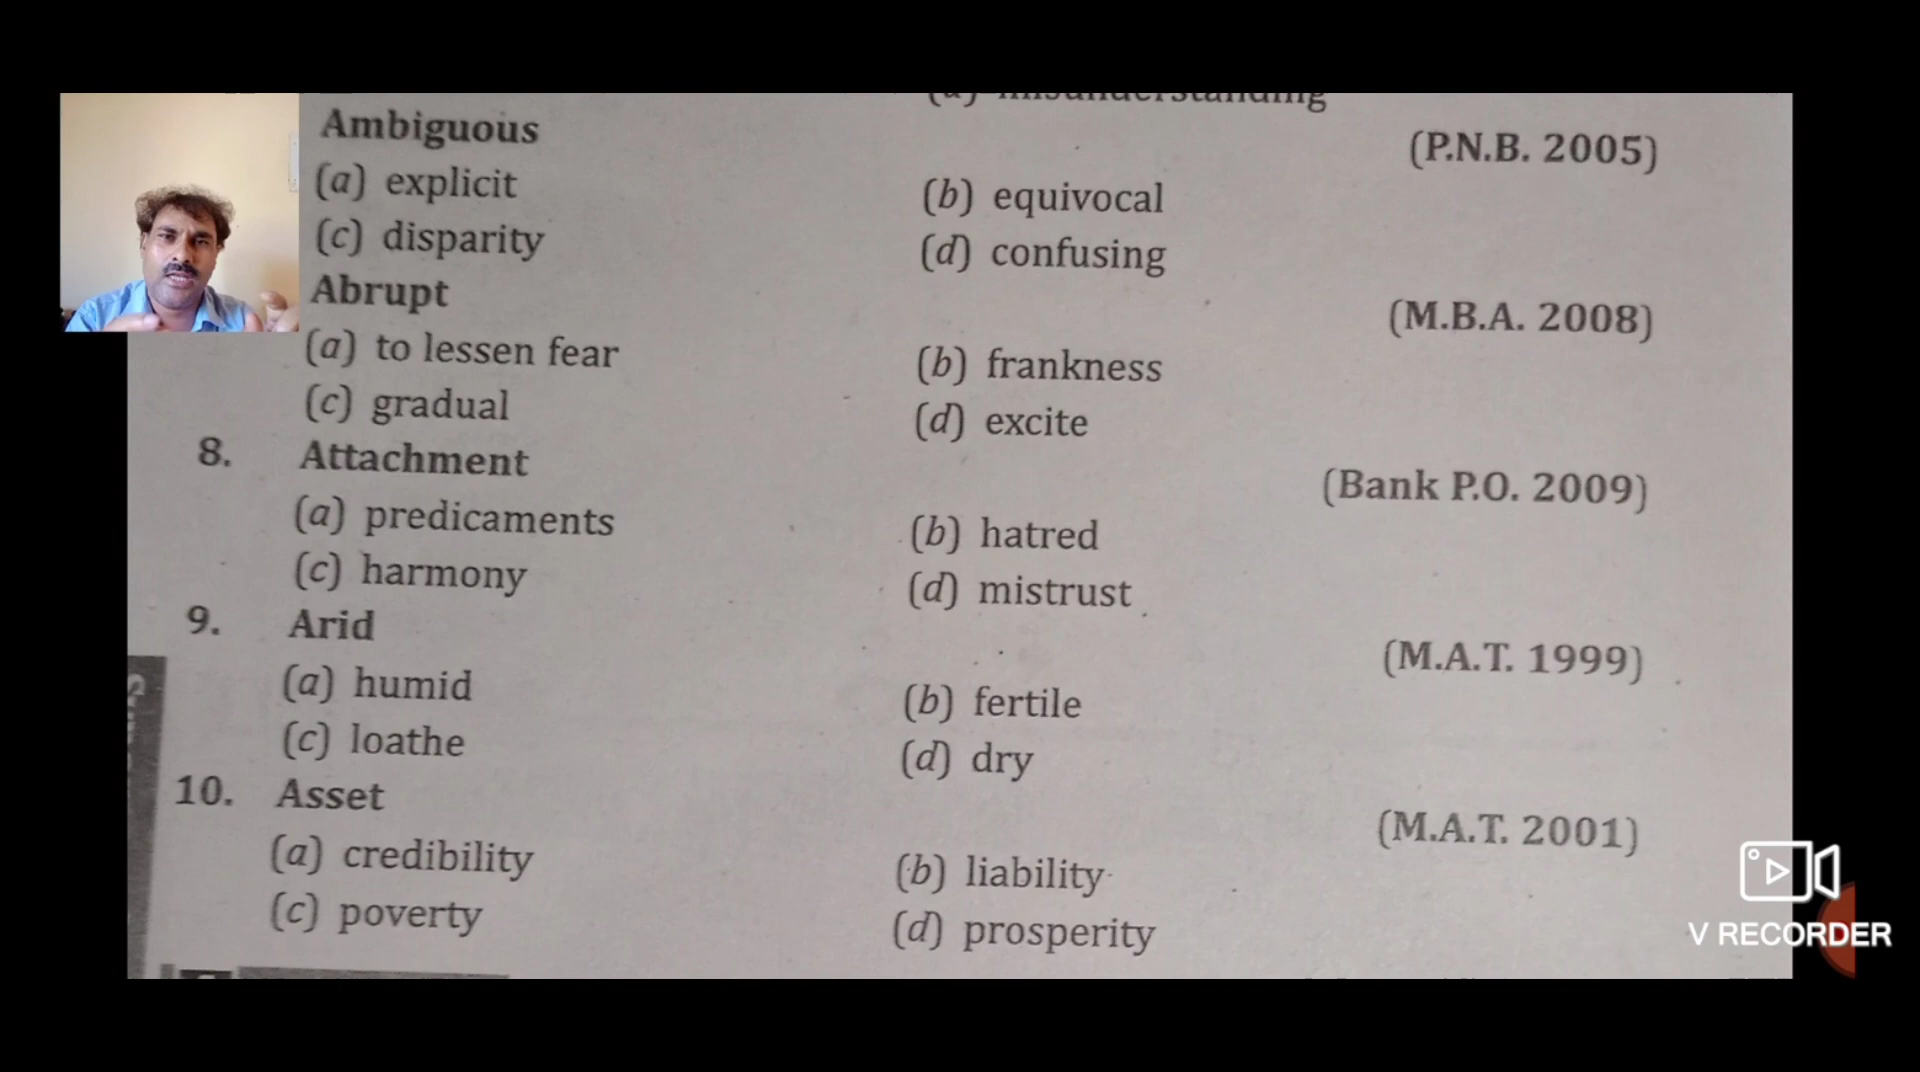 (d) misunderstanding
Ambiguous (P.N.B. 2005)
(a) explicit (b) equivocal
(c) disparity (d) confusing
Abrupt (M.B.A. 2008)
(a) to lessen fear (b) frankness
(c) gradual (d) excite
8. Attachment (Bank P.O. 2009)
(a) predicaments (b) hatred
(c) harmony (d) mistrust
9. Arid (M.A.T. 1999)
(a) humid (b) fertile
(c) loathe (d) dry
10. Asset (M.A.T. 2001)
(a) credibility (b) liability
(c) poverty (d) prosperity
V RECORDER